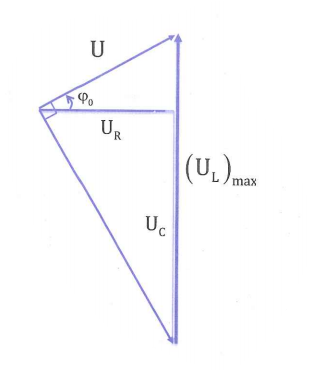 U
φ₀
U_R
(U_L)_max
U_C